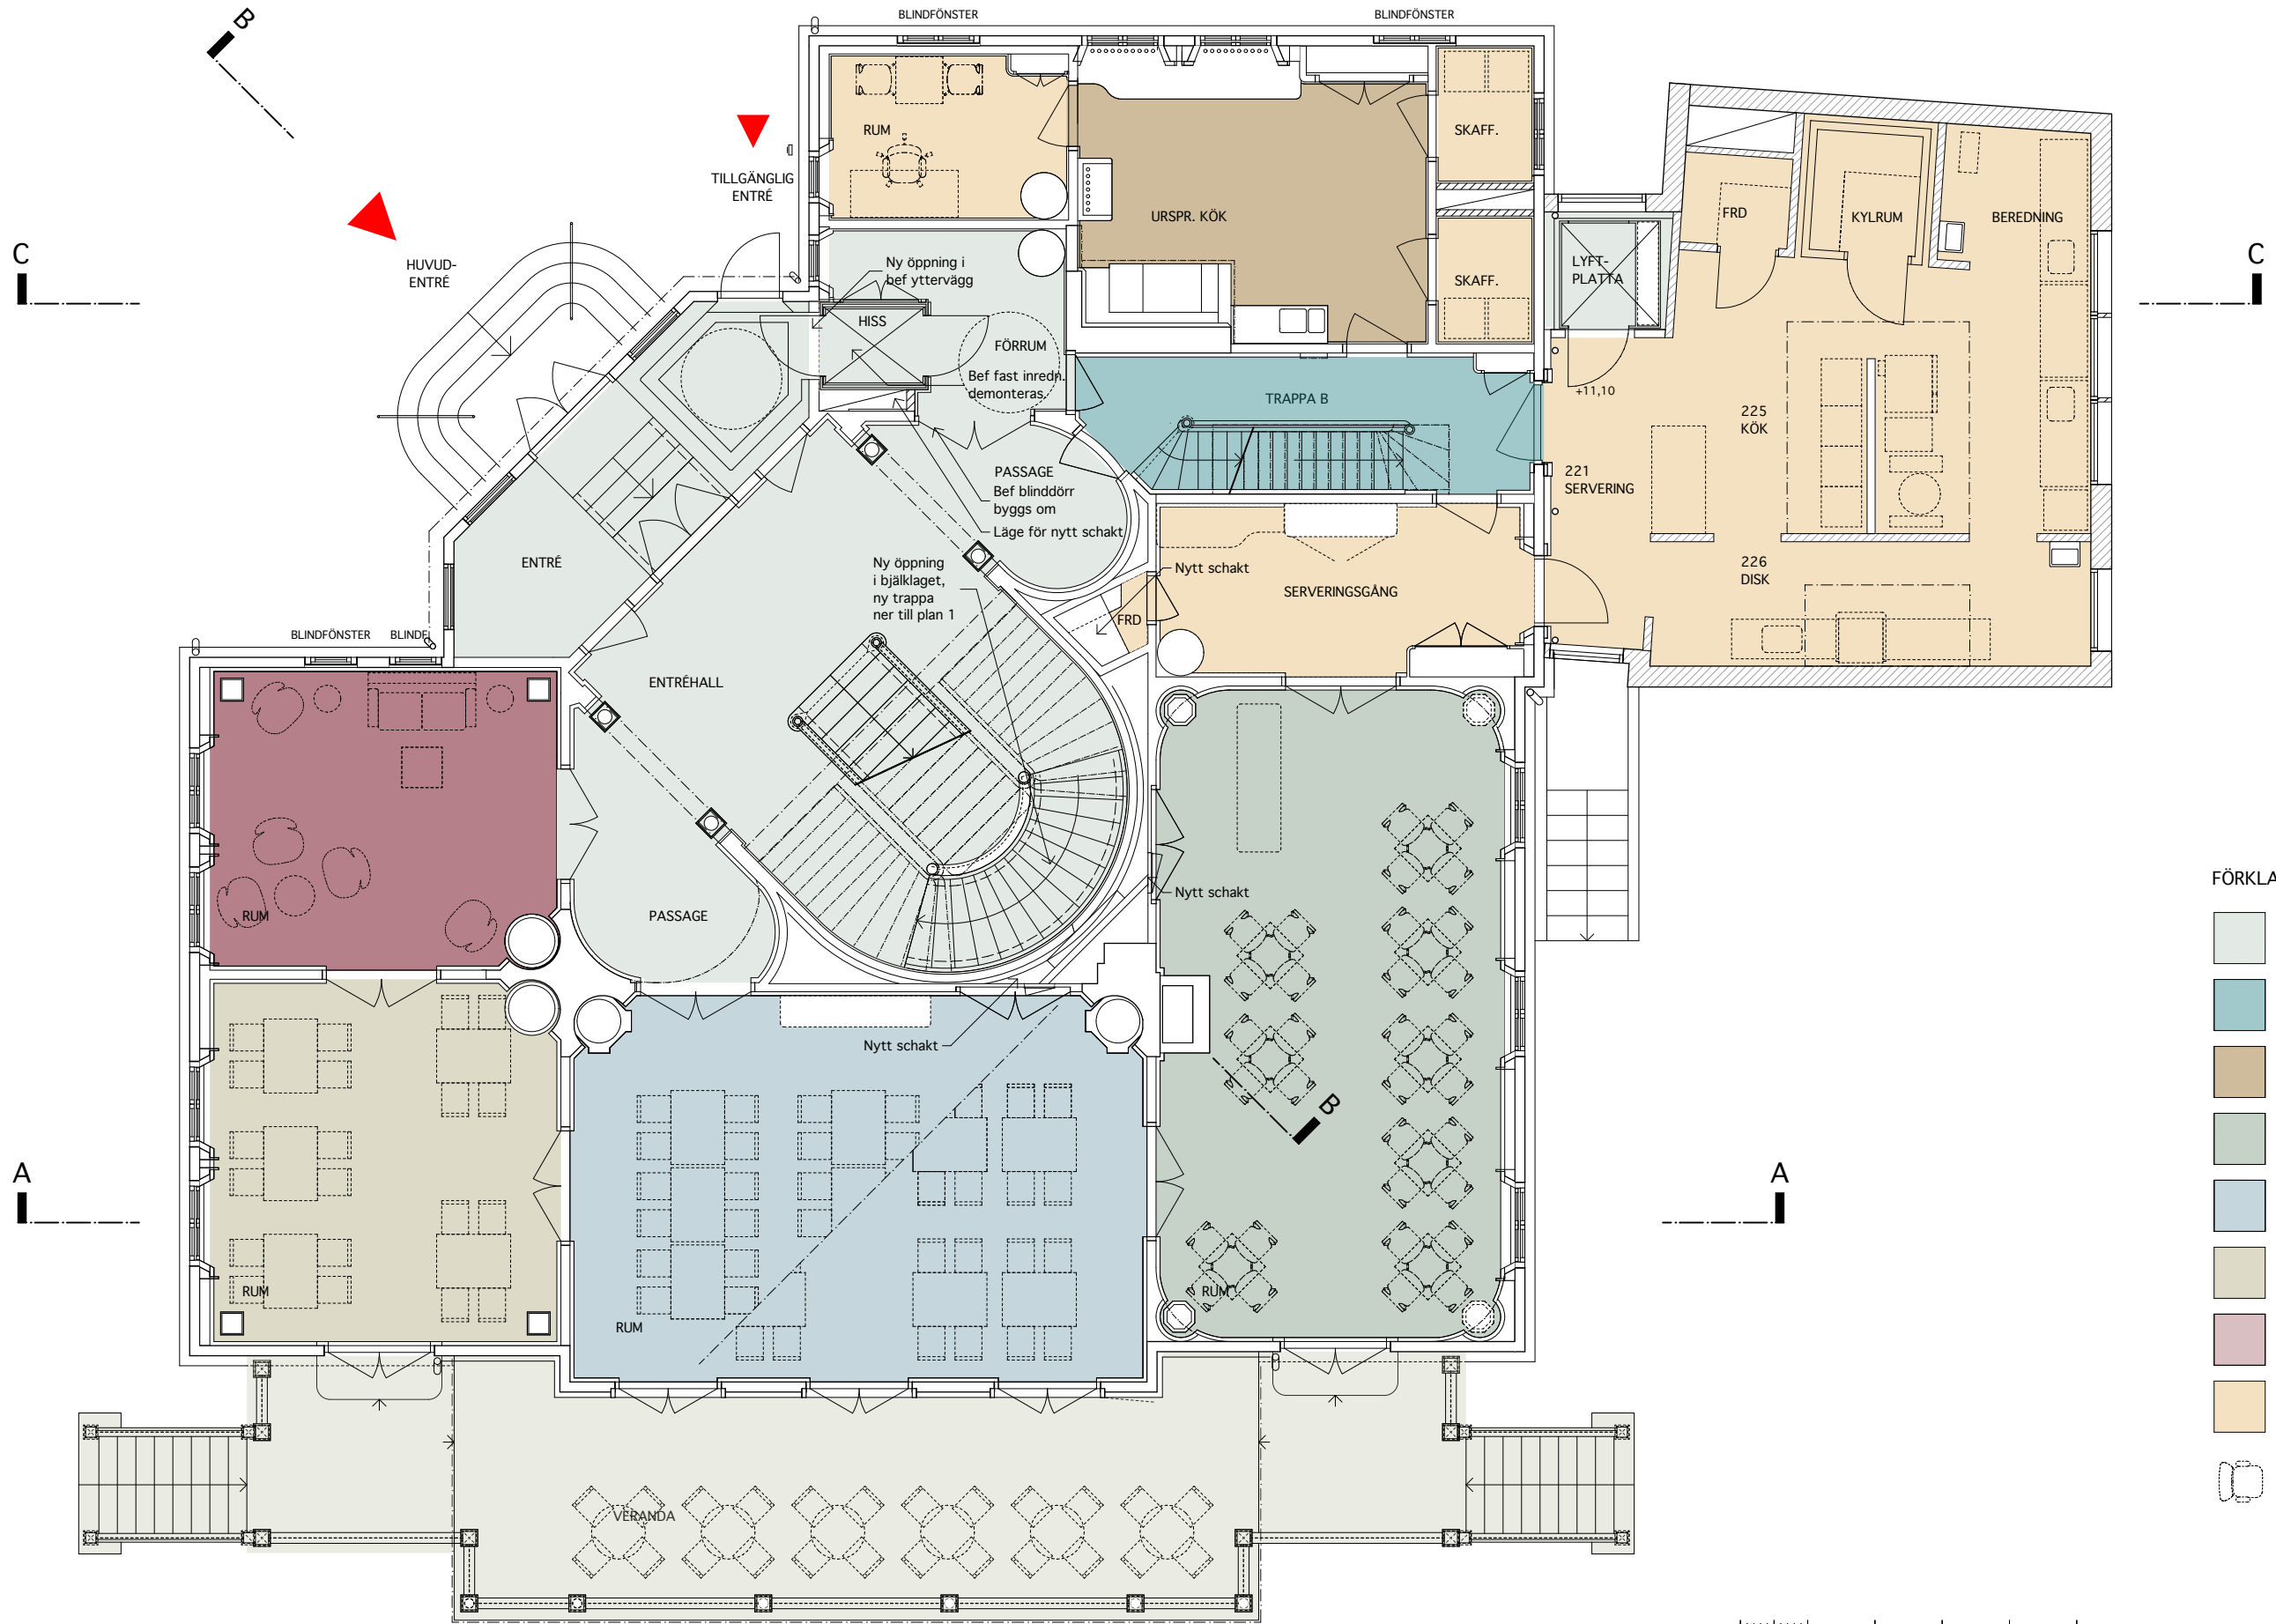 B
BLINDFÖNSTER
BLINDFÖNSTER
RUM
SKAFF.
TILLGÄNGLIG
ENTRÉ
URSPR. KÖK
FRD
KYLRUM
BEREDNING
C
C
HUVUD-
ENTRÉ
Ny öppning i
bef yttervägg
SKAFF.
LYFT-
PLATTA
HISS
FÖRRUM
Bef fast inredn.
demonteras.
TRAPPA B
+11,10
225
KÖK
PASSAGE
Bef blinddörr
byggs om
Läge för nytt schakt
221
SERVERING
ENTRÉ
Ny öppning
i bjälklaget,
ny trappa
ner till plan 1
Nytt schakt
226
DISK
SERVERINGSGÅNG
FRD
BLINDFÖNSTER
BLINDF
ENTRÉHALL
FÖRKLA
Nytt schakt
RUM
PASSAGE
Nytt schakt
B
A
A
RUM
RUM
RUM
VERANDA